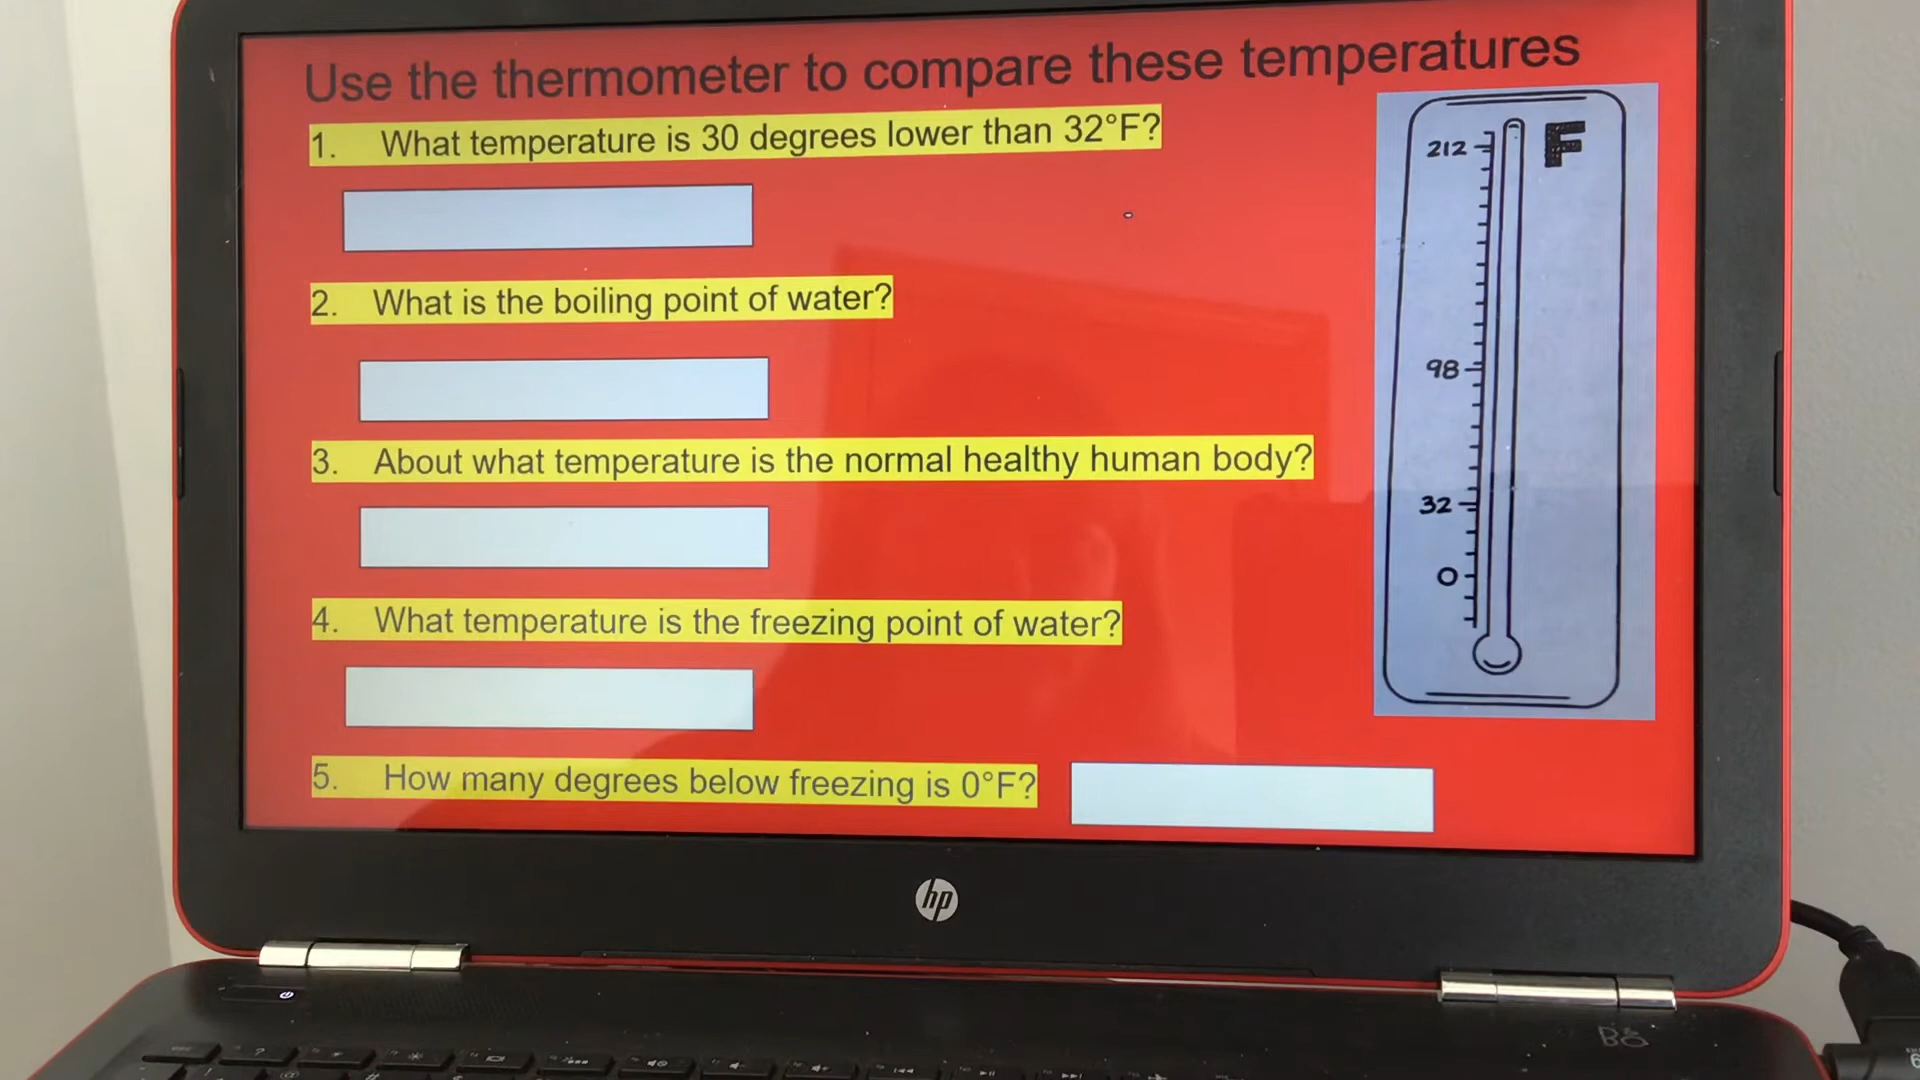 Use the thermometer to compare these temperatures
1. What temperature is 30 degrees lower than 32°F?
2. What is the boiling point of water?
3. About what temperature is the normal healthy human body?
4. What temperature is the freezing point of water?
5. How many degrees below freezing is 0°F?
F
212
98
32
0
hp